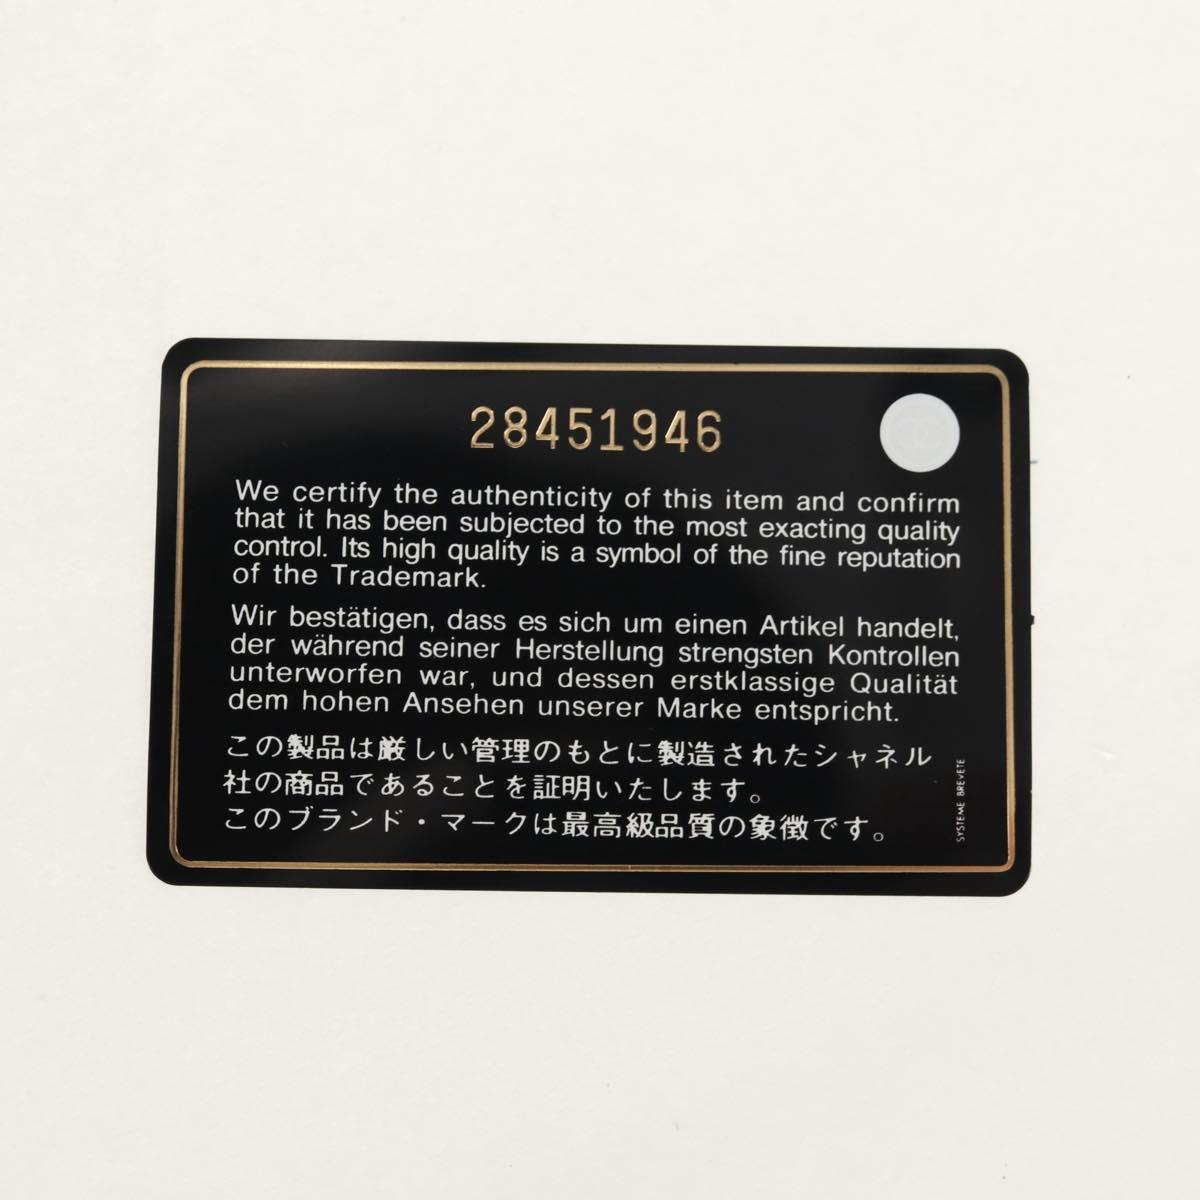 28451946
We certify the authenticity of this item and confirm
that it has been subjected to the most exacting quality
control. Its high quality is a symbol of the fine reputation
of the Trademark.
Wir bestätigen, dass es sich um einen Artikel handelt,
der während seiner Herstellung strengsten Kontrollen
unterworfen war, und dessen erstklassige Qualität
dem hohen Ansehen unserer Marke entspricht.
この製品は厳しい管理のもとに製造されたシャネル
社の商品であることを証明いたします。
このブランド・マークは最高級品質の象徴です。
SYSTEME BREVETE